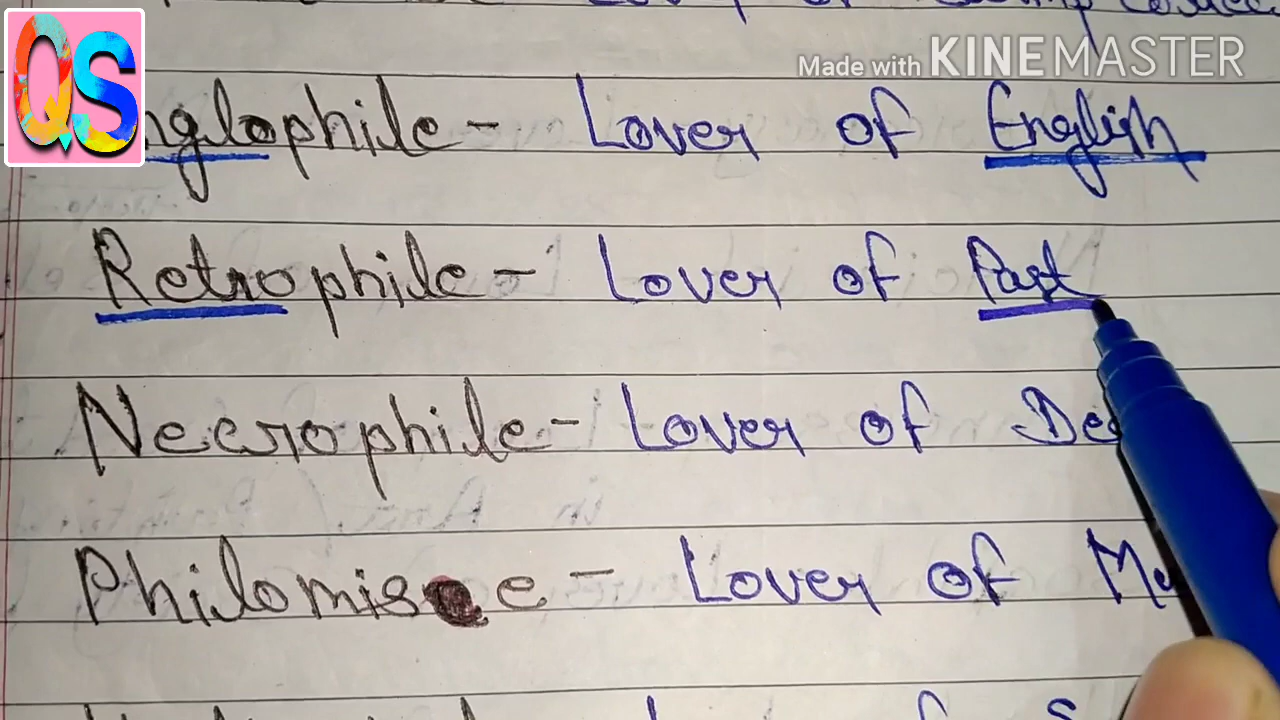 QS
Made with KINEMASTER
nglophile - Lover of English
Retrophile - Lover of Past
Necrophile - Lover of
Philomis e - Lover of